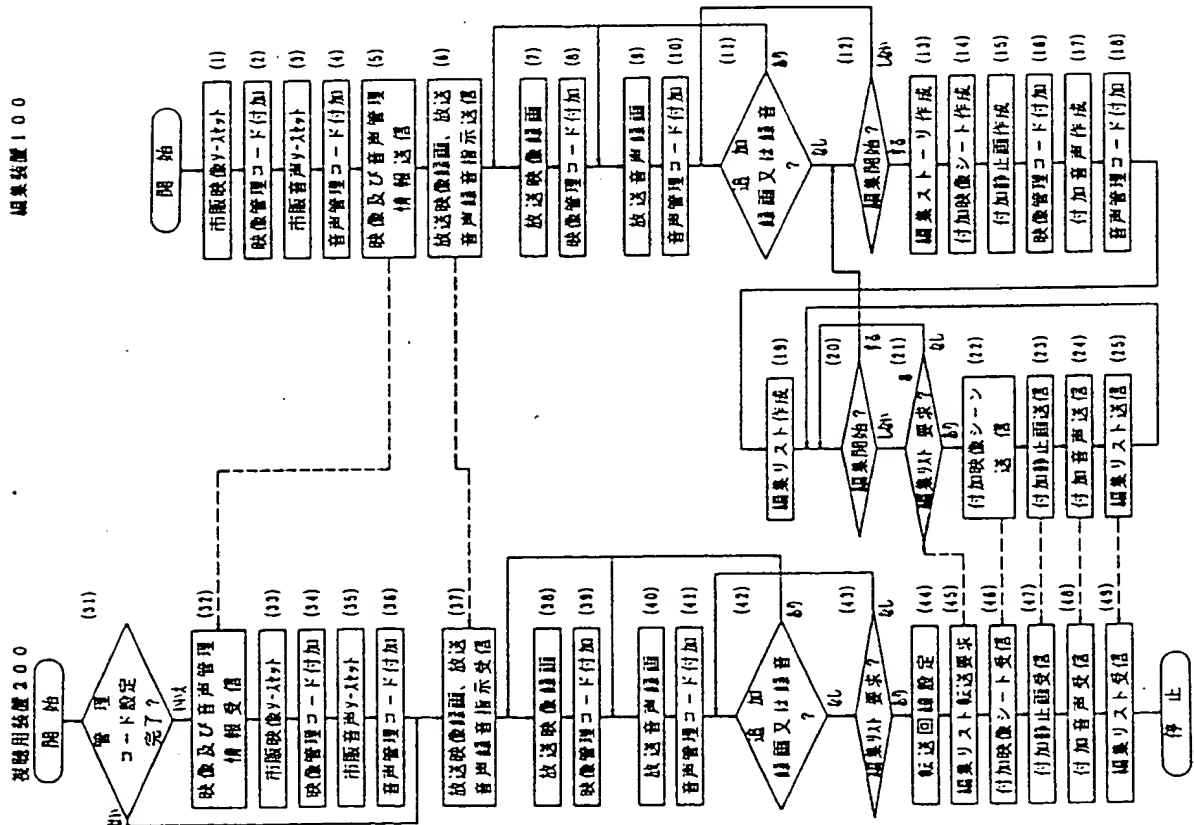 編集装置100
開始
市販映像ソースセット
(1)
映像管理コード付加
(2)
市販音声ソースセット
(3)
音声管理コード付加
(4)
映像及び音声管理
情報送信
(5)
放送映像録画、放送
音声録音指示送信
(6)
放送映像録画
(7)
映像管理コード付加
(8)
放送音声録画
(9)
音声管理コード付加
(10)
追加
録画又は録音
?
(11)
あり
なし
編集開始?
(12)
しない
する
編集ストーリ作成
(13)
付加映像シート作成
(14)
付加静止画作成
(15)
映像管理コード付加
(16)
付加音声作成
(17)
音声管理コード付加
(18)
編集リスト作成
(19)
編集開始?
(20)
する
しない
編集リスト要求?
(21)
なし
あり
付加映像シーン
送信
(22)
付加静止画送信
(23)
付加音声送信
(24)
編集リスト送信
(25)
視聴用装置200
開始
管理
コード設定
完了?
(31)
はい
いいえ
映像及び音声管理
情報受信
(32)
市販映像ソースセット
(33)
映像管理コード付加
(34)
市販音声ソースセット
(35)
音声管理コード付加
(36)
放送映像録画、放送
音声録音指示受信
(37)
放送映像録画
(38)
映像管理コード付加
(39)
放送音声録画
(40)
音声管理コード付加
(41)
追加
録画又は録音
?
(42)
あり
なし
編集リスト要求?
(43)
なし
あり
転送回線設定
(44)
編集リスト転送要求
(45)
付加映像シート受信
(46)
付加静止画受信
(47)
付加音声受信
(48)
編集リスト受信
(49)
停止